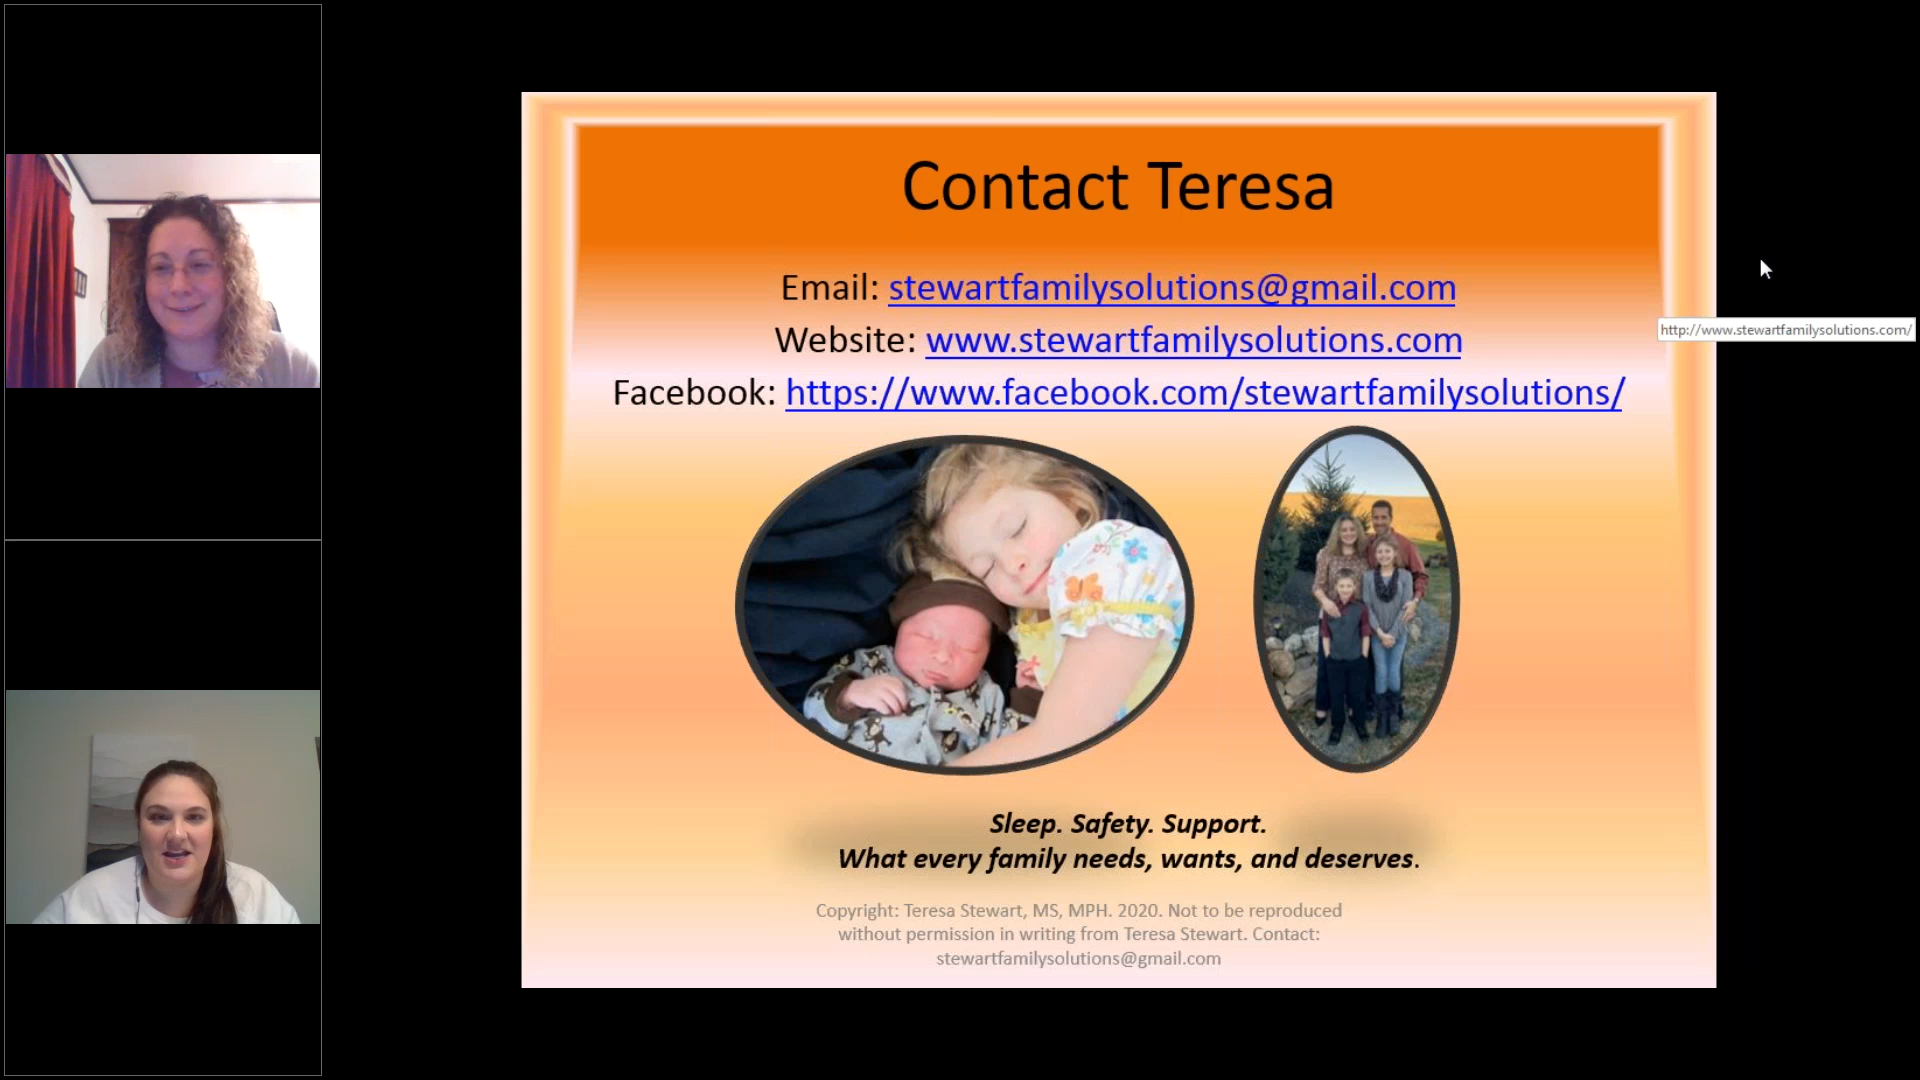 Contact Teresa
Email: stewartfamilysolutions@gmail.com
Website: www.stewartfamilysolutions.com
http://www.stewartfamilysolutions.com/
Facebook: https://www.facebook.com/stewartfamilysolutions/
Sleep. Safety. Support.
What every family needs, wants, and deserves.
Copyright: Teresa Stewart, MS, MPH. 2020. Not to be reproduced
without permission in writing from Teresa Stewart. Contact:
stewartfamilysolutions@gmail.com